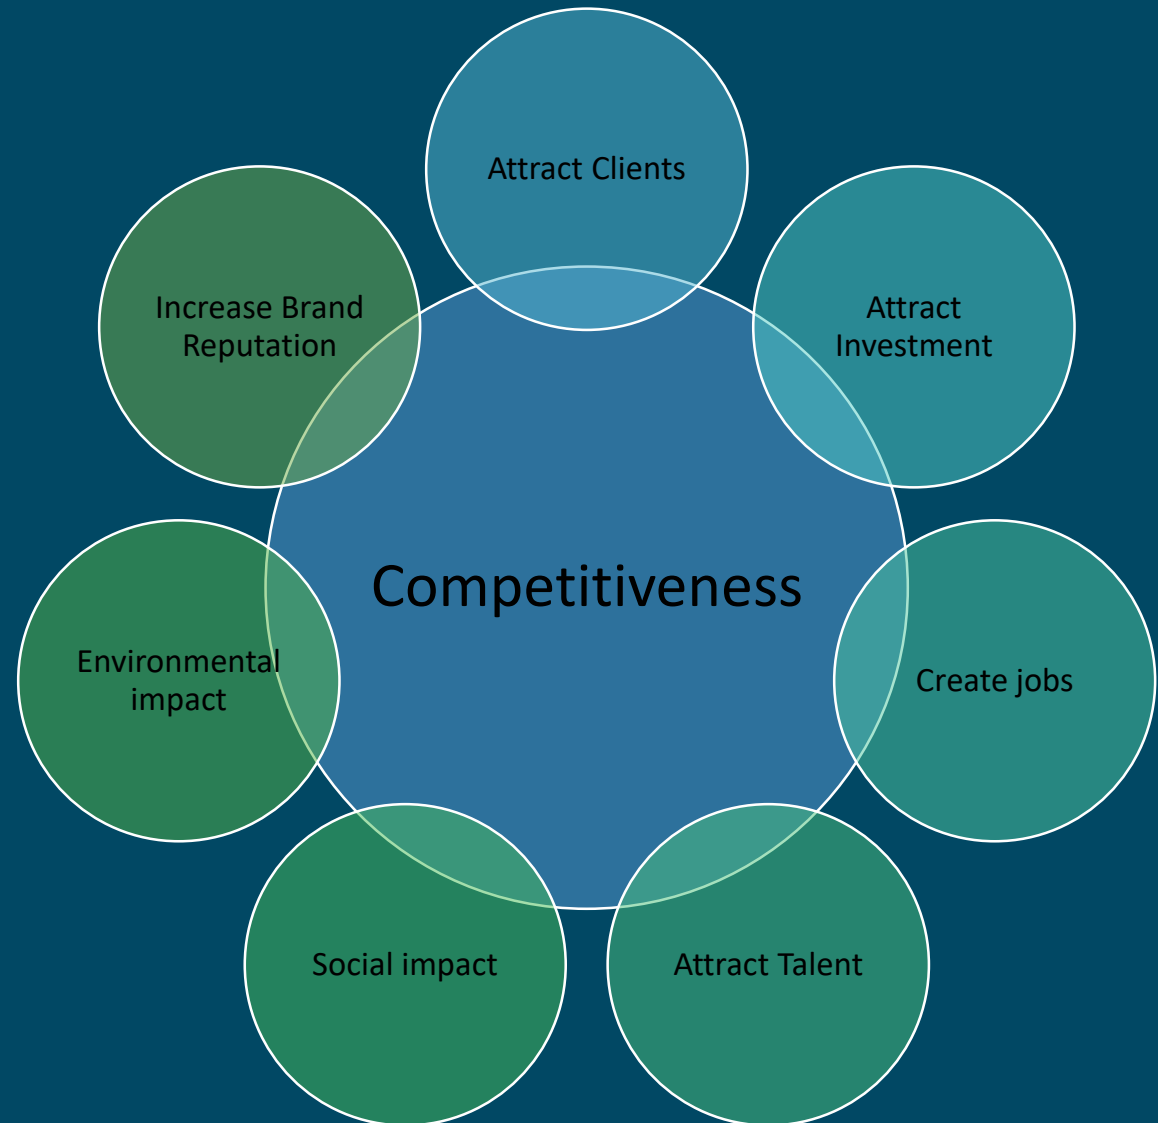 Attract Clients
Attract
Investment
Create jobs
Attract Talent
Social impact
Environmental
impact
Increase Brand
Reputation
Competitiveness